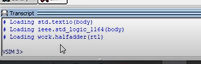 Transcript
# Loading std.textio(body)
# Loading ieee.std_logic_1164(body)
# Loading work.halfadder(rtl)
VSIM 3>